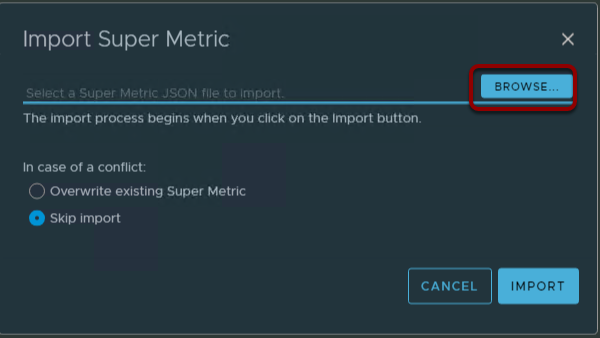 Import Super Metric
Select a Super Metric JSON file to import.
BROWSE...
The import process begins when you click on the Import button.
In case of a conflict:
Overwrite existing Super Metric
Skip import
CANCEL
IMPORT